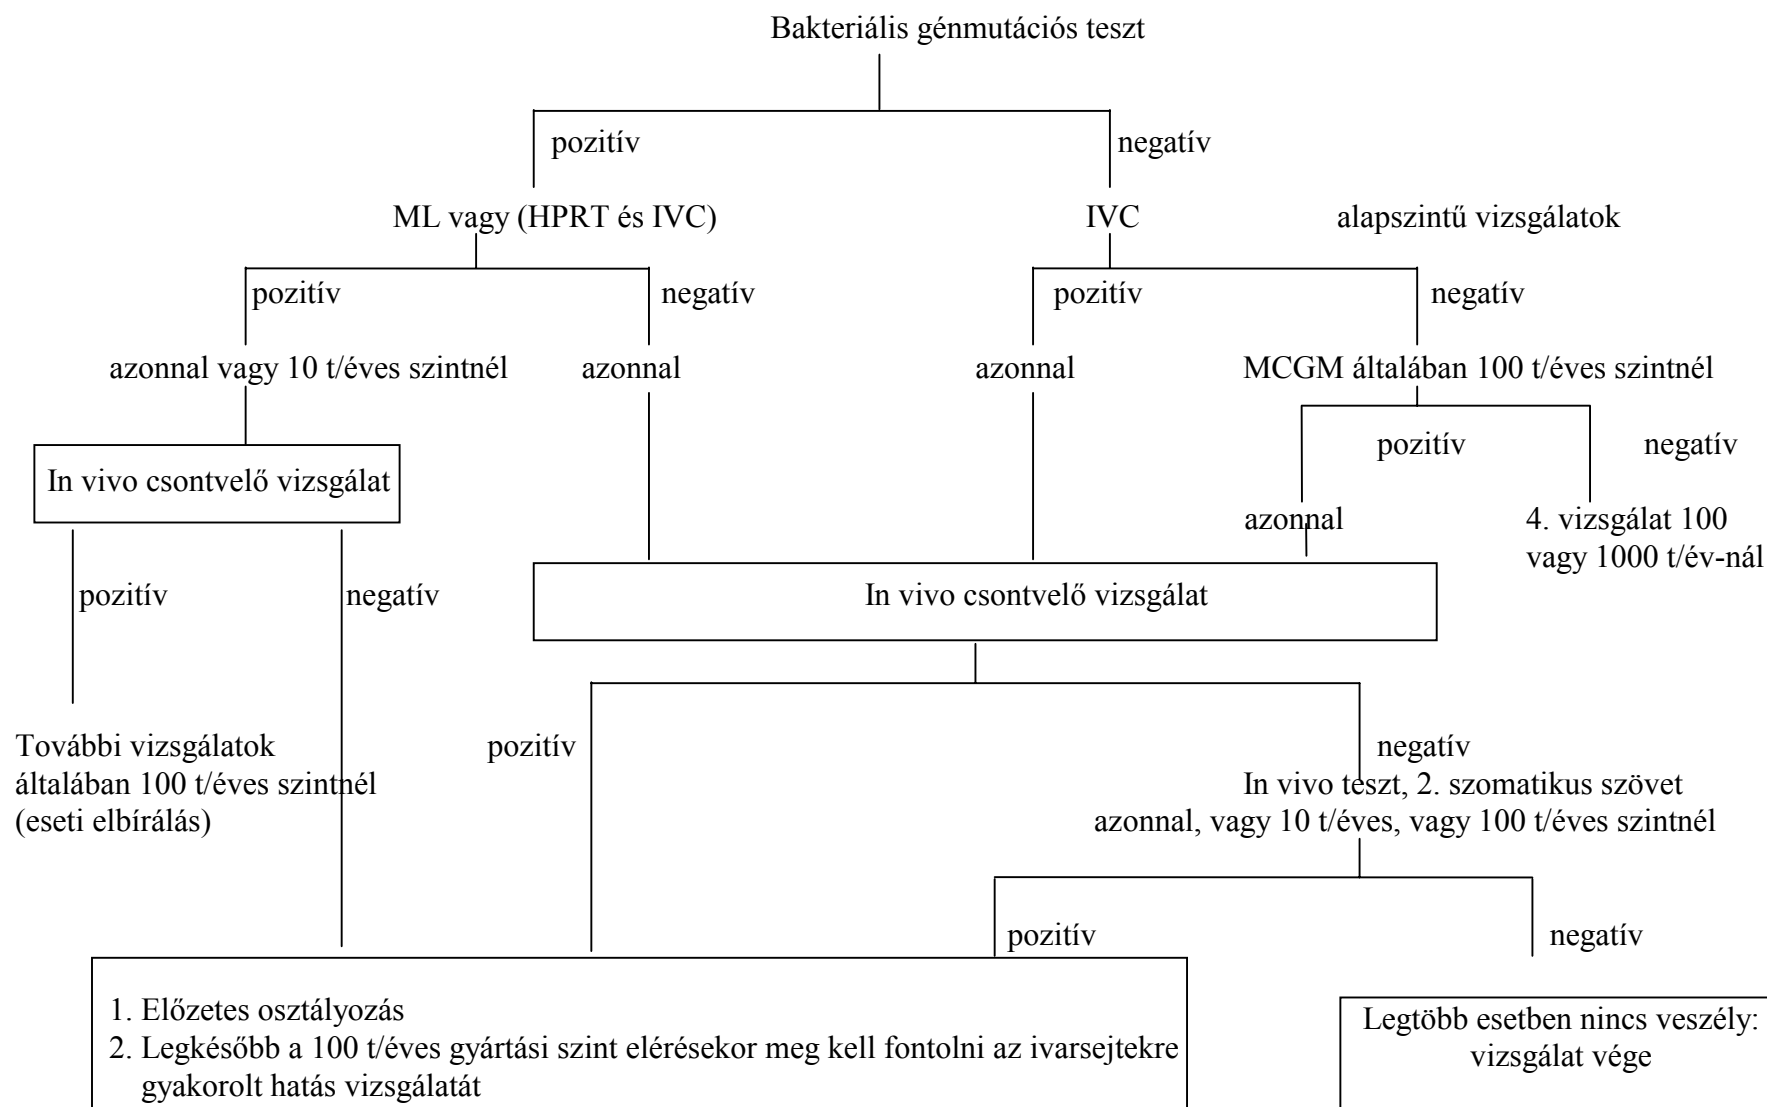 Bakteriális génmutációs teszt
pozitív
negatív
ML vagy (HPRT és IVC)
IVC
alapszintű vizsgálatok
pozitív
negatív
pozitív
negatív
azonnal vagy 10 t/éves szintnél
azonnal
azonnal
MCGM általában 100 t/éves szintnél
pozitív
negatív
In vivo csontvelő vizsgálat
azonnal
4. vizsgálat 100
vagy 1000 t/év-nál
pozitív
negatív
In vivo csontvelő vizsgálat
További vizsgálatok
általában 100 t/éves szintnél
(eseti elbírálás)
pozitív
negatív
In vivo teszt, 2. szomatikus szövet
azonnal, vagy 10 t/éves, vagy 100 t/éves szintnél
pozitív
negatív
1. Előzetes osztályozás
2. Legkésőbb a 100 t/éves gyártási szint elérésekor meg kell fontolni az ivarsejtekre
gyakorolt hatás vizsgálatát
Legtöbb esetben nincs veszély:
vizsgálat vége